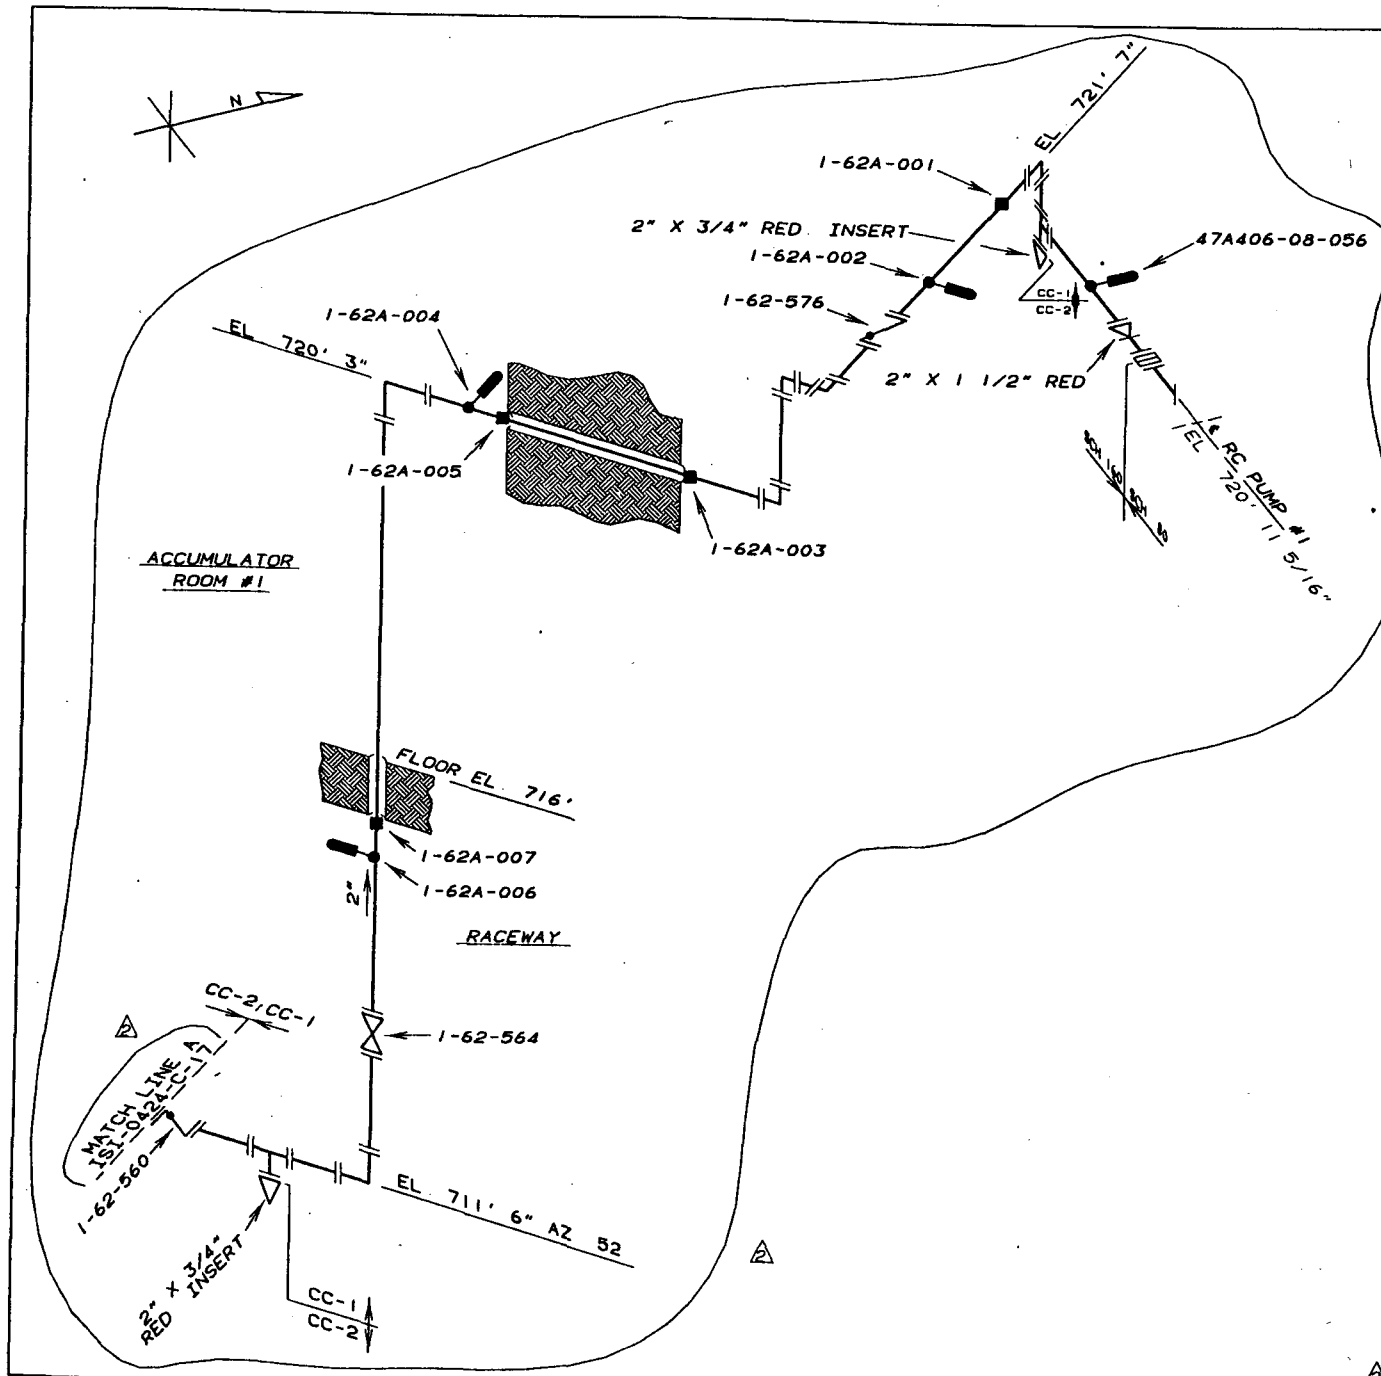 N
EL 721' 7"
1-62A-001
2" X 3/4" RED. INSERT
47A406-08-056
1-62A-002
1-62-576
CC-1
CC-2
1-62A-004
EL 720' 3"
2" X 1 1/2" RED
1-62A-005
SCH 160
SCH 80
RC PUMP #1
EL 720' 11 5/16"
1-62A-003
ACCUMULATOR
ROOM #1
FLOOR EL. 716'
1-62A-007
1-62A-006
2"
RACEWAY
CC-2, CC-1
2
1-62-564
MATCH LINE A
ISI-0424-C-17
1-62-560
EL. 711' 6" AZ 52
2
2" X 3/4"
RED INSERT
CC-1
CC-2